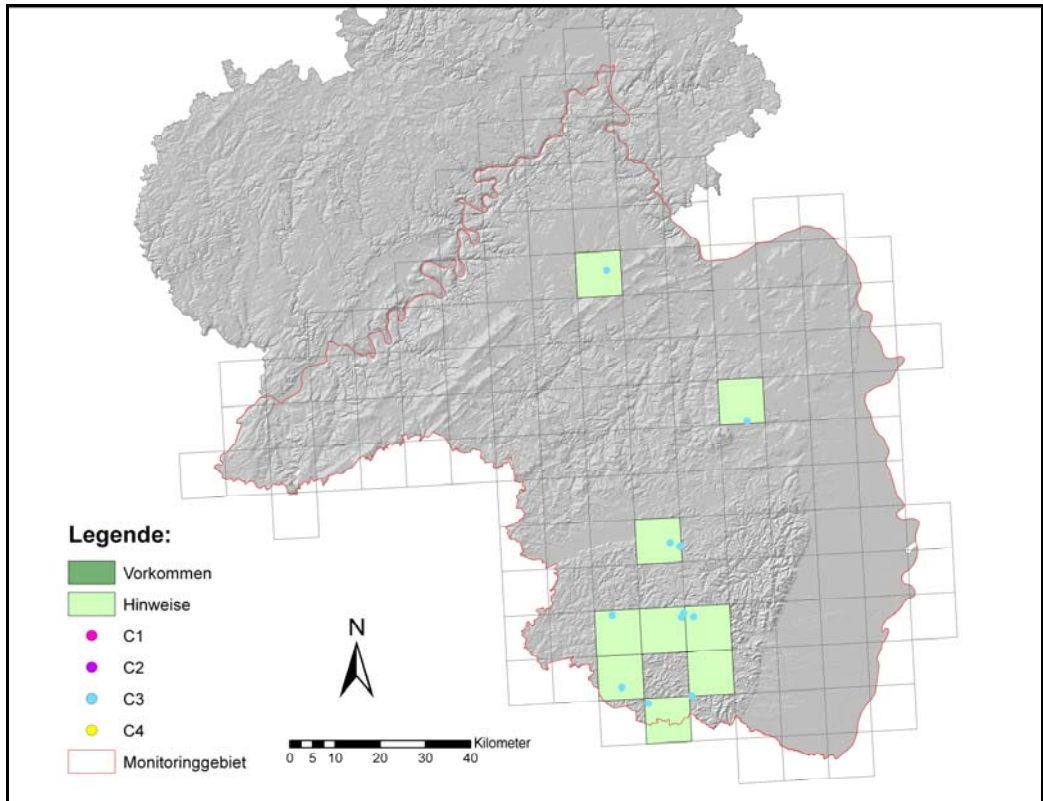 Legende:
Vorkommen
Hinweise
C1
C2
C3
C4
Monitoringgebiet
N
Kilometer
0 5 10 20 30 40